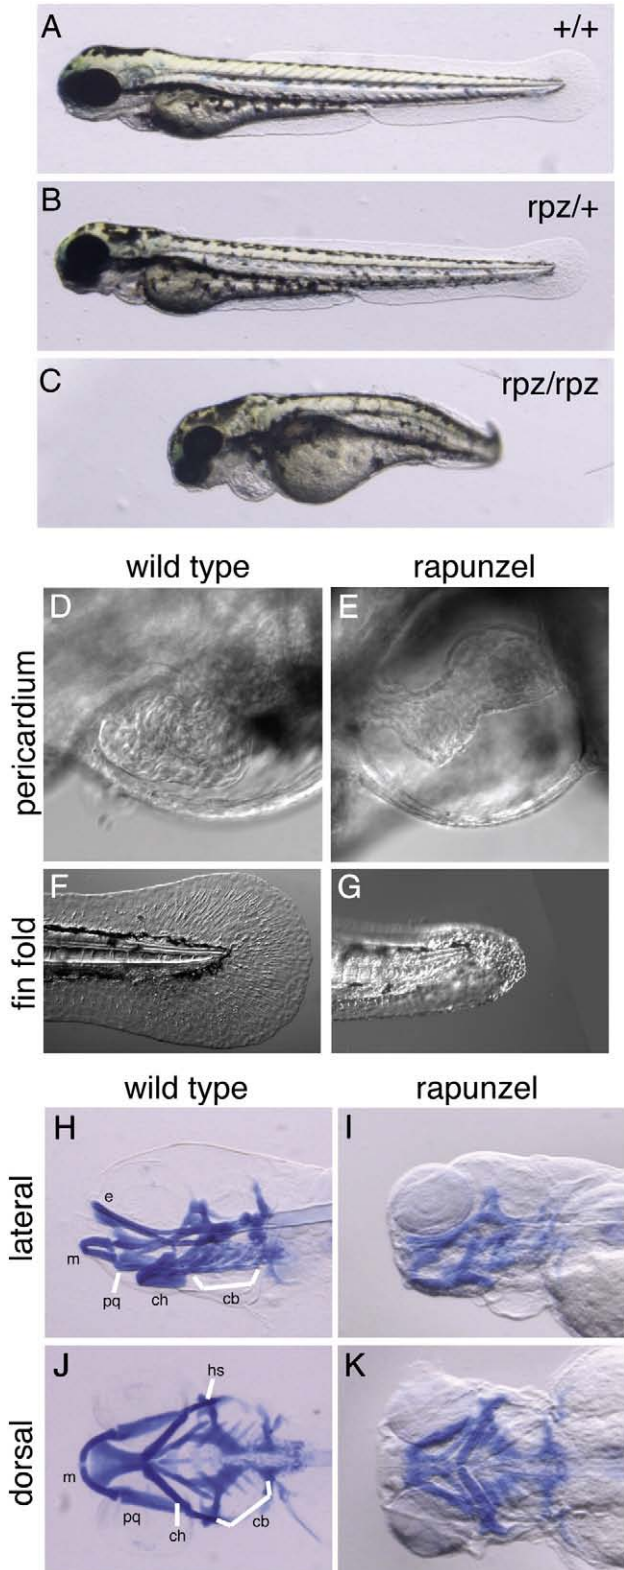 A
+/+
B
rpz/+
C
rpz/rpz
wild type
rapunzel
pericardium
D
E
fin fold
F
G
wild type
rapunzel
lateral
H
e
m
pq
ch
cb
I
dorsal
J
hs
m
pq
ch
cb
K